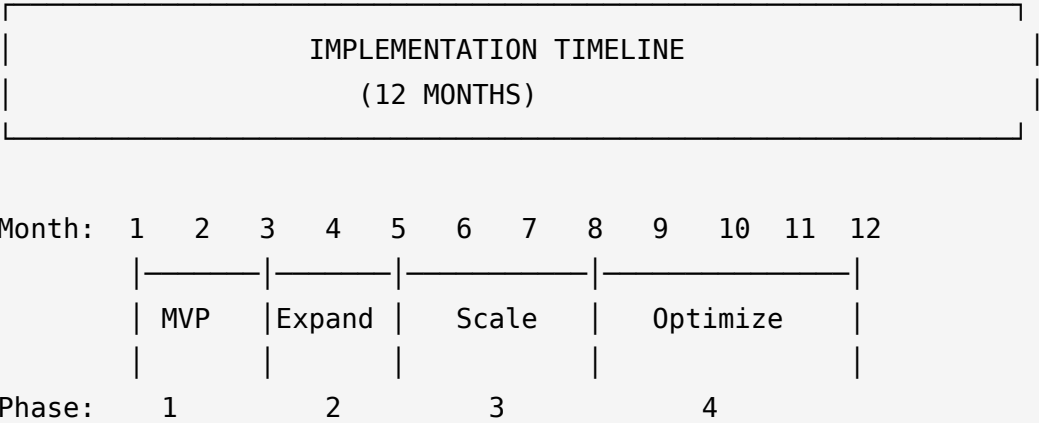 IMPLEMENTATION TIMELINE
(12 MONTHS)
Month: 1 2 3 4 5 6 7 8 9 10 11 12
MVP Expand Scale Optimize
Phase: 1 2 3 4